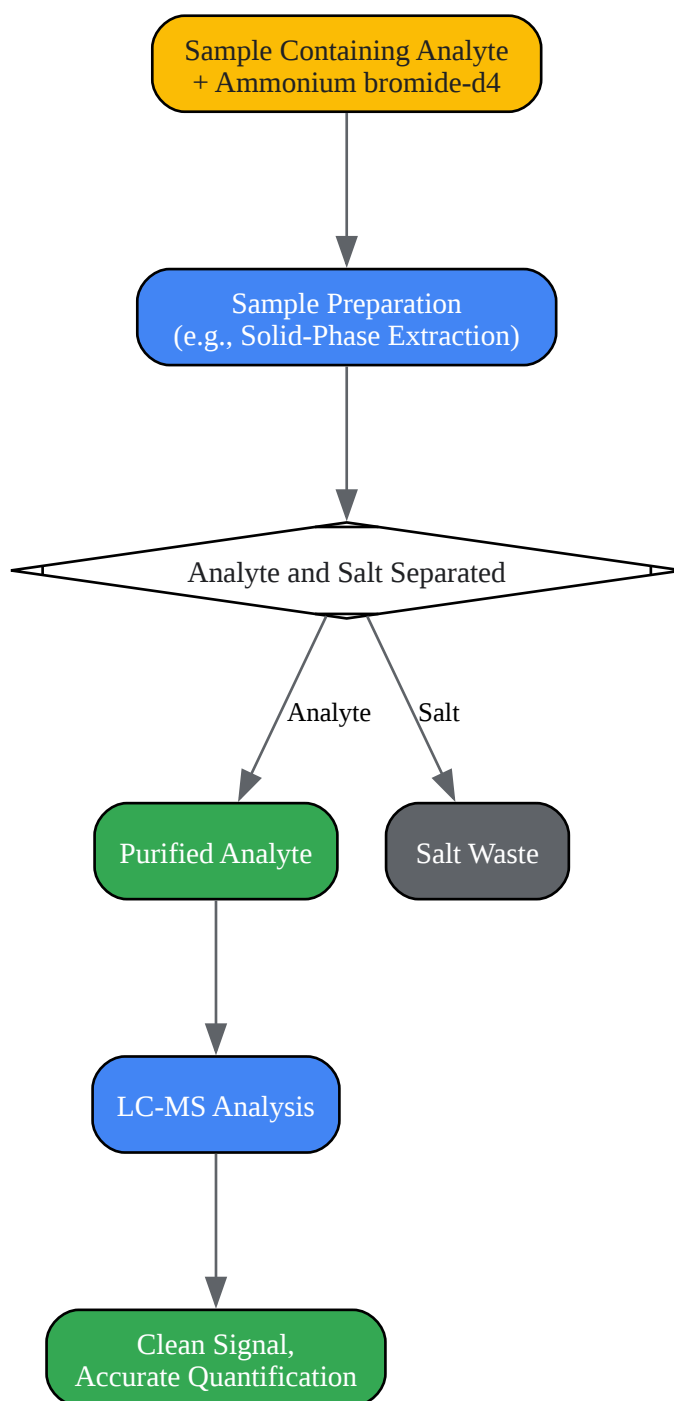 Sample Containing Analyte
+ Ammonium bromide-d4
Sample Preparation
(e.g., Solid-Phase Extraction)
Analyte and Salt Separated
Analyte
Salt
Purified Analyte
Salt Waste
LC-MS Analysis
Clean Signal,
Accurate Quantification